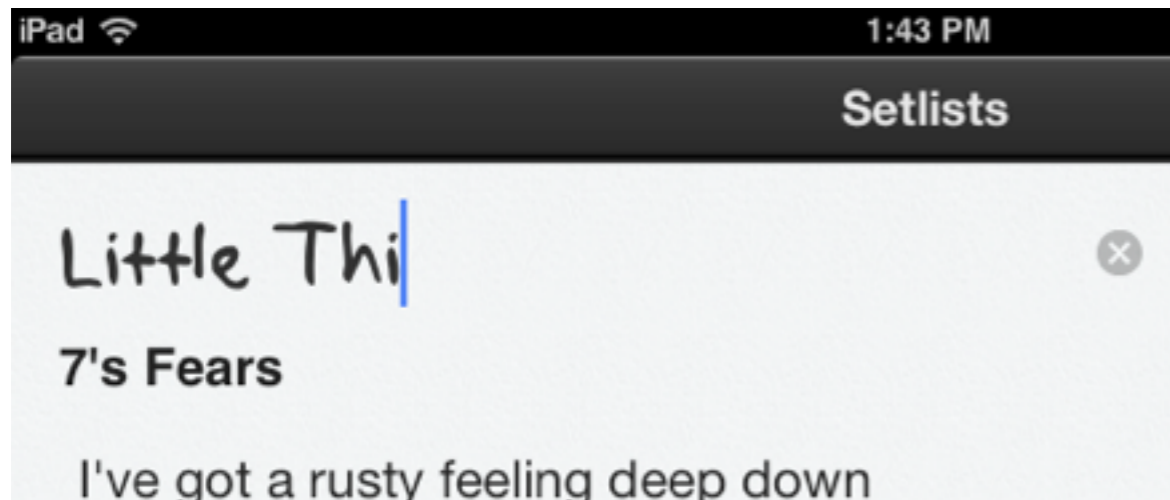 iPad 1:43 PM
Setlists
Little Thi
7's Fears
I've got a rusty feeling deep down